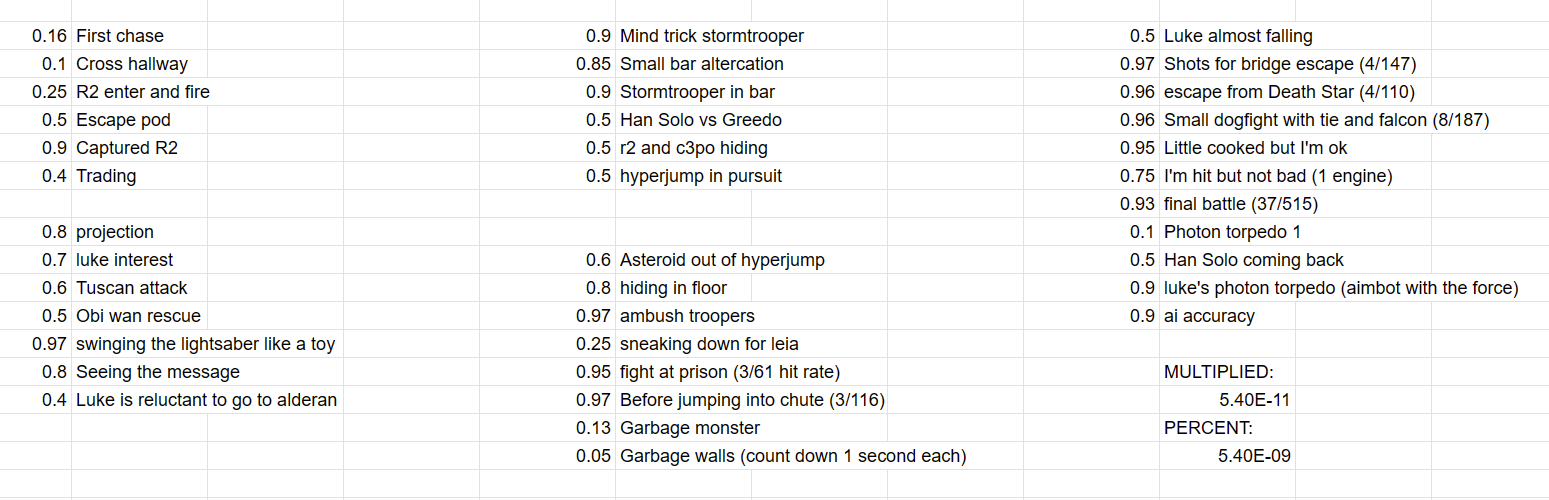 0.16 First chase
0.1 Cross hallway
0.25 R2 enter and fire
0.5 Escape pod
0.9 Captured R2
0.4 Trading
0.8 projection
0.7 luke interest
0.6 Tuscan attack
0.5 Obi wan rescue
0.97 swinging the lightsaber like a toy
0.8 Seeing the message
0.4 Luke is reluctant to go to alderan
0.9 Mind trick stormtrooper
0.85 Small bar altercation
0.9 Stormtrooper in bar
0.5 Han Solo vs Greedo
0.5 r2 and c3po hiding
0.5 hyperjump in pursuit
0.6 Asteroid out of hyperjump
0.8 hiding in floor
0.97 ambush troopers
0.25 sneaking down for leia
0.95 fight at prison (3/61 hit rate)
0.97 Before jumping into chute (3/116)
0.13 Garbage monster
0.05 Garbage walls (count down 1 second each)
0.5 Luke almost falling
0.97 Shots for bridge escape (4/147)
0.96 escape from Death Star (4/110)
0.96 Small dogfight with tie and falcon (8/187)
0.95 Little cooked but I'm ok
0.75 I'm hit but not bad (1 engine)
0.93 final battle (37/515)
0.1 Photon torpedo 1
0.5 Han Solo coming back
0.9 luke's photon torpedo (aimbot with the force)
0.9 ai accuracy
MULTIPLIED:
5.40E-11
PERCENT:
5.40E-09